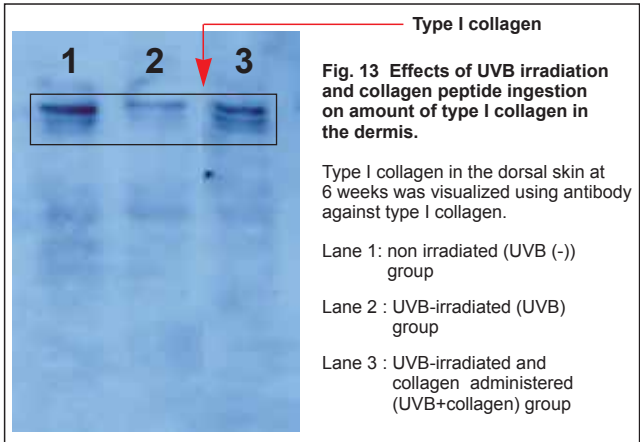 Type I collagen
1 2 3
Fig. 13 Effects of UVB irradiation
and collagen peptide ingestion
on amount of type I collagen in
the dermis.
Type I collagen in the dorsal skin at
6 weeks was visualized using antibody
against type I collagen.
Lane 1: non irradiated (UVB (-))
group
Lane 2 : UVB-irradiated (UVB)
group
Lane 3 : UVB-irradiated and
collagen administered
(UVB+collagen) group